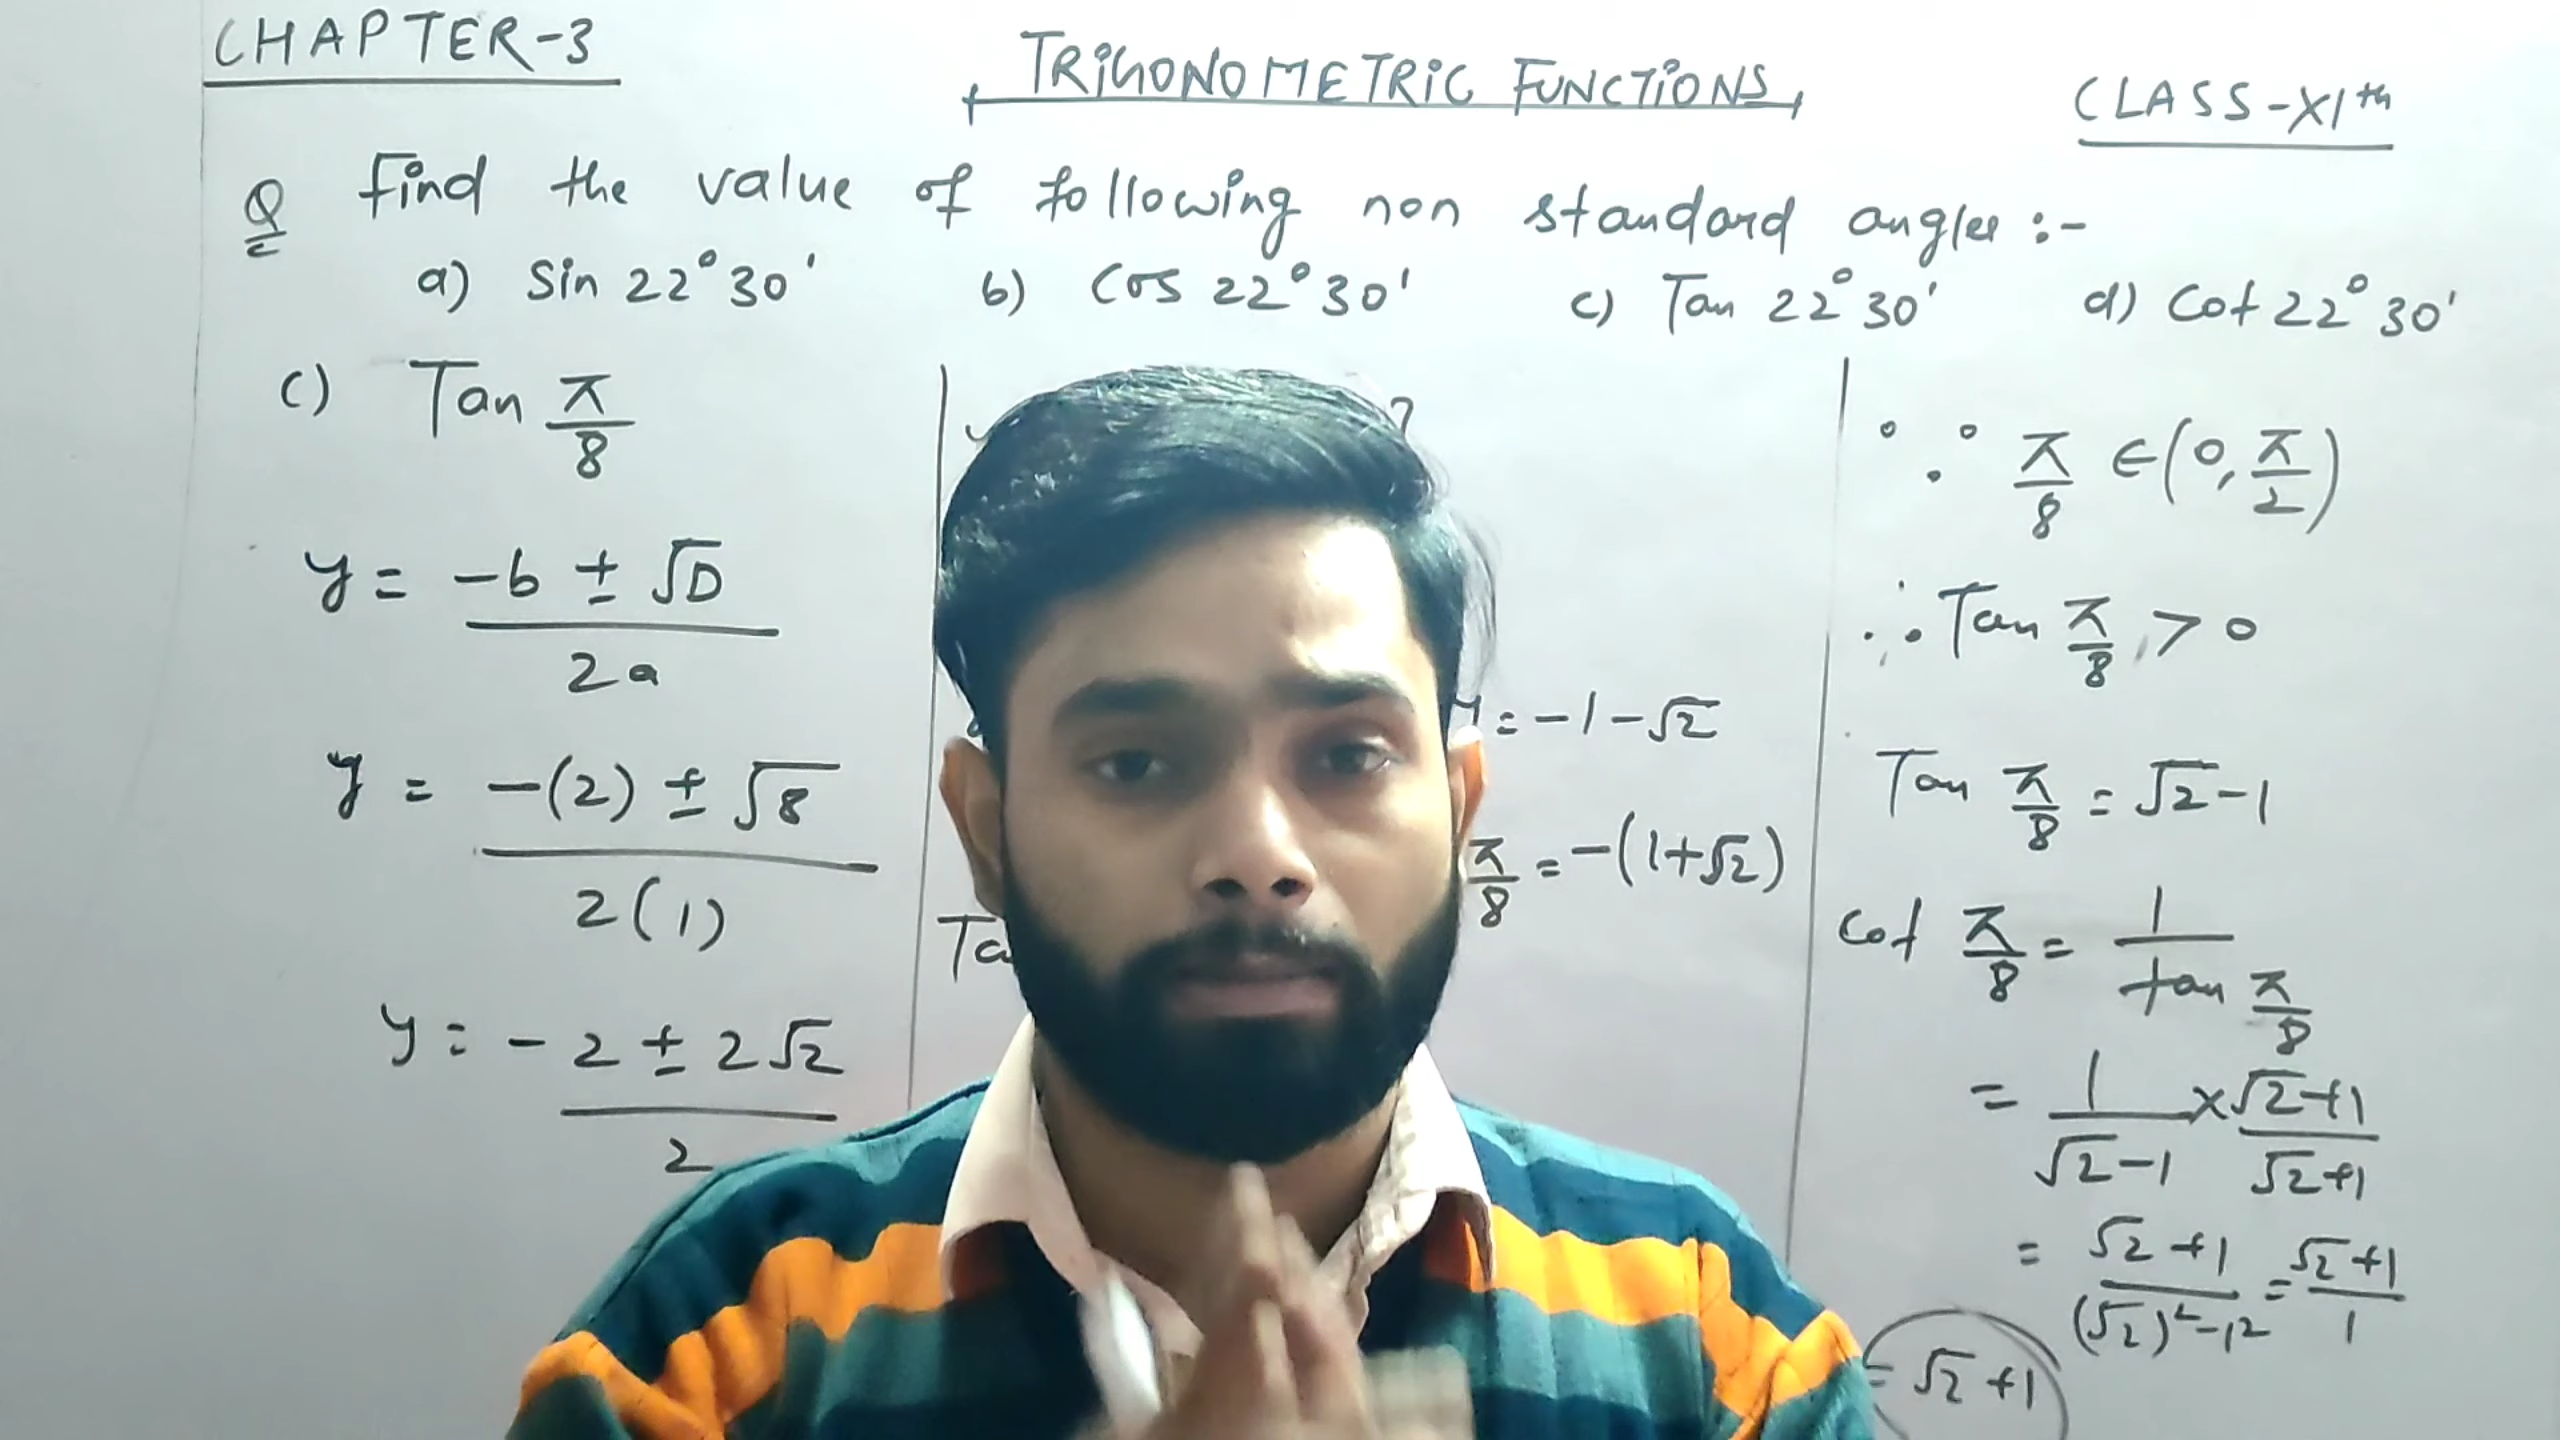 CHAPTER-3
TRIGONOMETRIC FUNCTIONS
CLASS-XIth
Q Find the value of following non standard angles :-
a) Sin 22°30' b) Cos 22°30' c) Tan 22°30' d) Cot 22°30'
c) Tan π/8
y = (-b ± √D)/2a
y = (-(2) ± √8)/2(1)
y = (-2 ± 2√2)/2
= -1-√2
π/8 = -(1+√2)
∵ π/8 ∈ (0, π/2)
∴ Tan π/8 > 0
Tan π/8 = √2-1
Cot π/8 = 1/tan π/8
= 1/(√2-1) × (√2+1)/(√2+1)
= (√2+1)/((√2)²-1²) = (√2+1)/1
= √2+1